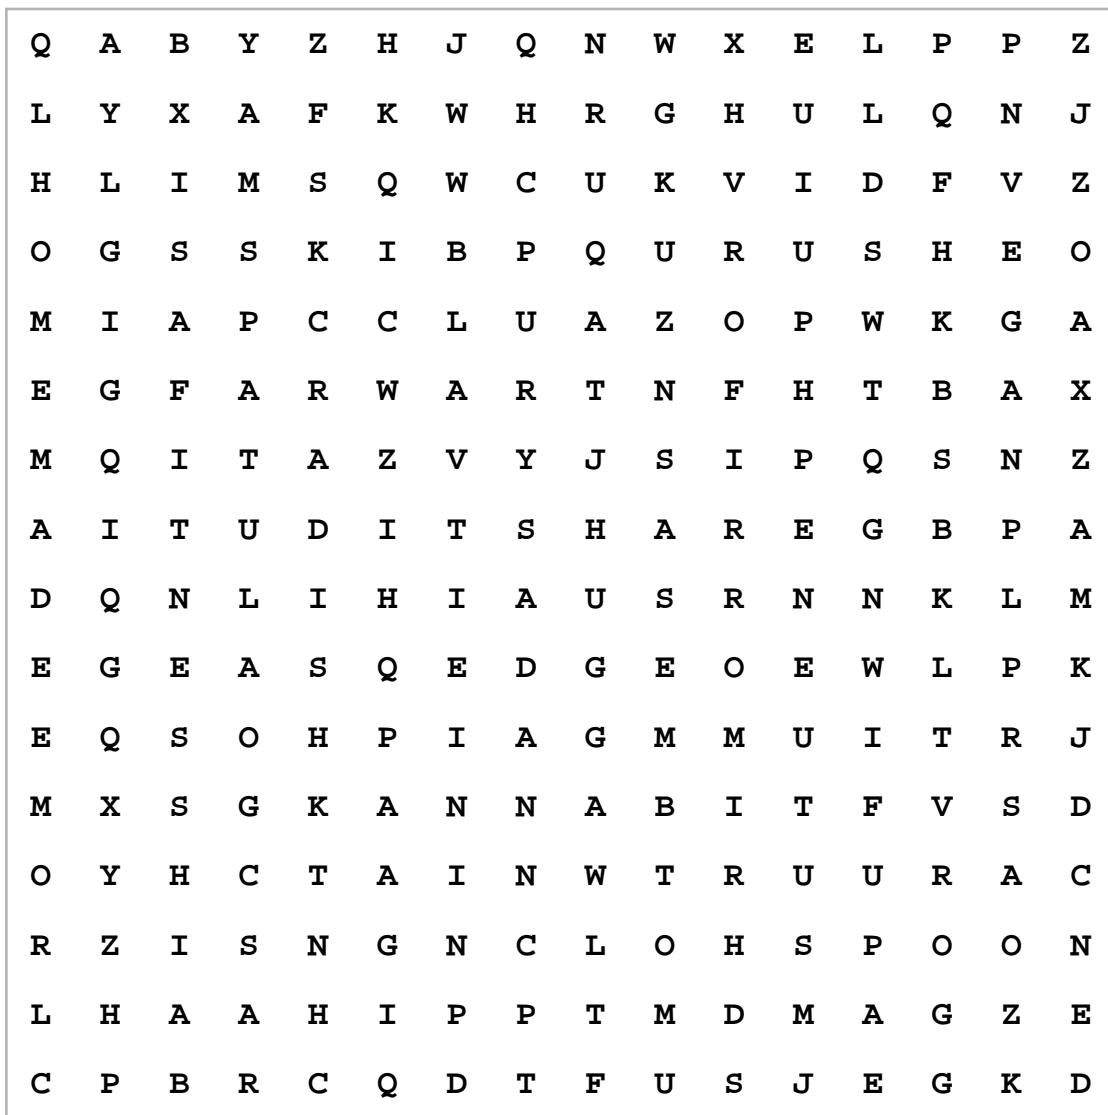 Q A B Y Z H J Q N W X E L P P Z
L Y X A F K W H R G H U L Q N J
H L I M S Q W C U K V I D F V Z
O G S S K I B P Q U R U S H E O
M I A P C C L U A Z O P W K G A
E G F A R W A R T N F H T B A X
M Q I T A Z V Y J S I P Q S N Z
A I T U D I T S H A R E G B P A
D Q N L I H I A U S R N N K L M
E G E A S Q E D G E O E W L P K
E Q S O H P I A G M M U I T R J
M X S G K A N N A B I T F V S D
O Y H C T A I N W T R U U R A C
R Z I S N G N C L O H S P O O N
L H A A H I P P T M D M A G Z E
C P B R C Q D T F U S J E G K D